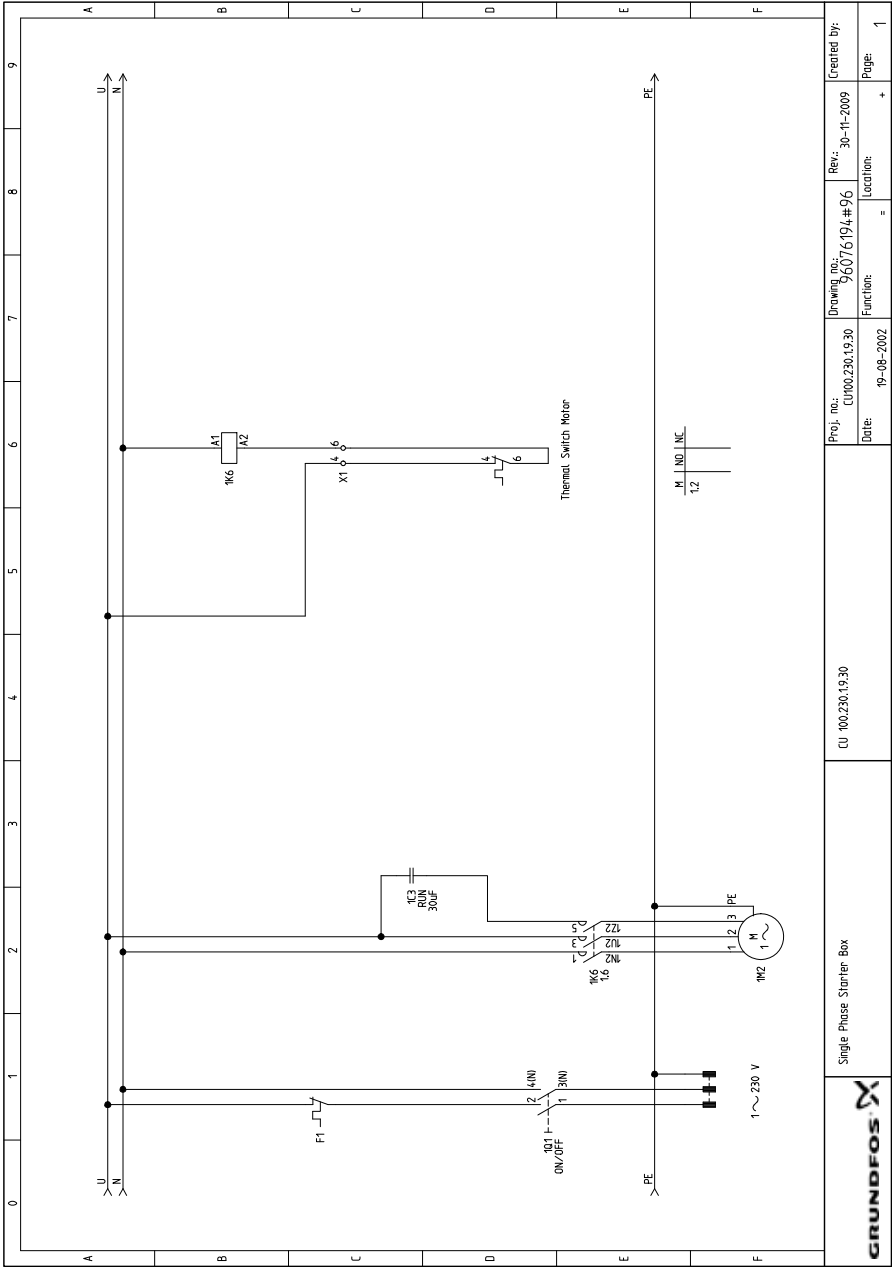 0 1 2 3 4 5 6 7 8 9
A A
B B
C C
D D
E E
F F
U U
N N
F1
2 4(N)
1Q1
ON/OFF
1 3(N)
PE PE
1~230 V
1C3
RUN
30uF
1 3 5
1K6
1.6
1N2 1U2 1Z2
1 2 3 PE
M
1~
1M2
A1
1K6
A2
4 6
X1
4
6
Thermal Switch Motor
M NO NC
1.2
GRUNDFOS
Single Phase Starter Box
CU 100.230.1.9.30
Proj. no.:
CU100.230.1.9.30
Drawing no.:
96076194#96
Rev.:
30-11-2009
Created by:
Date:
19-08-2002
Function: =
Location: +
Page: 1